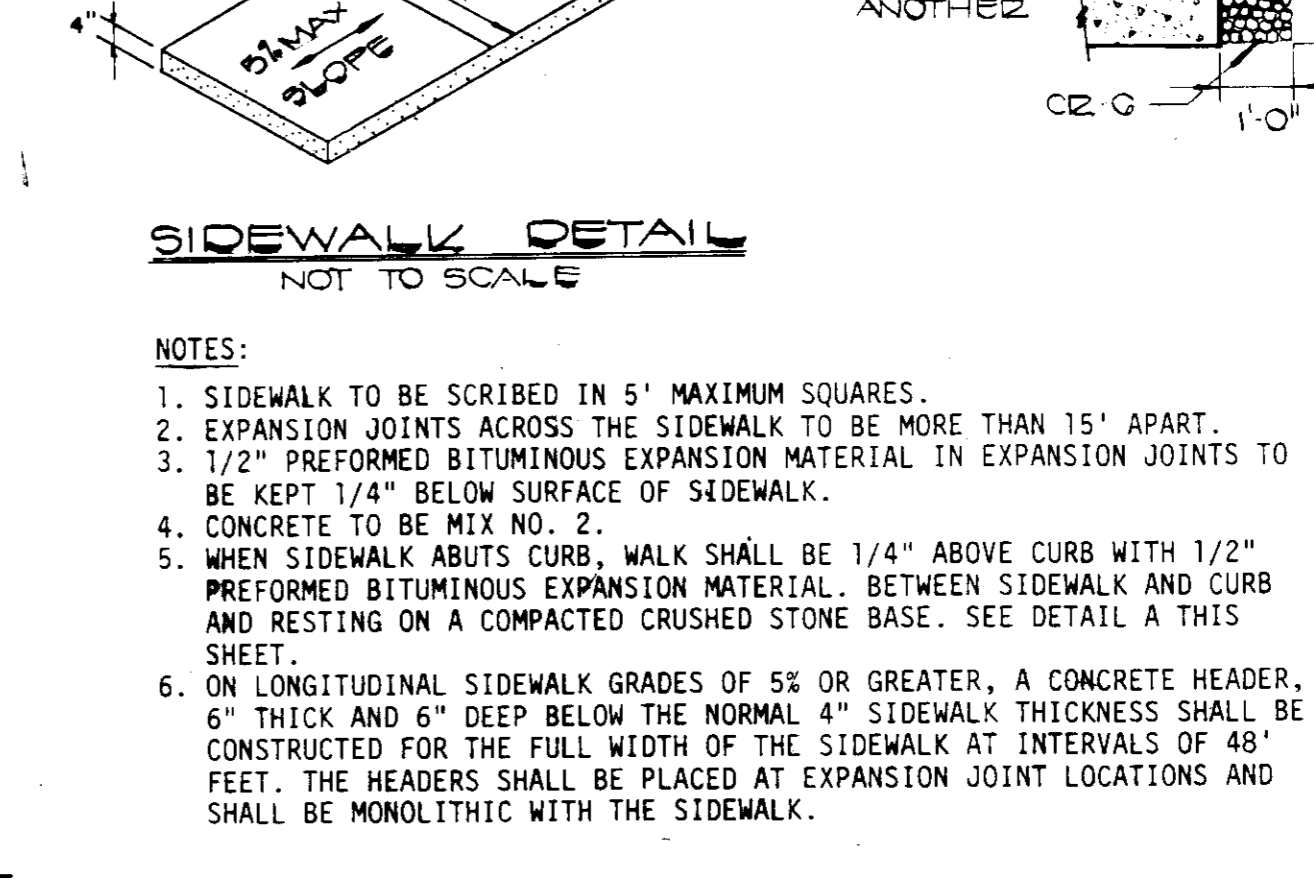 4"
5% MAX
SLOPE
ANOTHER
CR. G
1'-0"
SIDEWALK DETAIL
NOT TO SCALE
NOTES:
1. SIDEWALK TO BE SCRIBED IN 5' MAXIMUM SQUARES.
2. EXPANSION JOINTS ACROSS THE SIDEWALK TO BE MORE THAN 15' APART.
3. 1/2" PREFORMED BITUMINOUS EXPANSION MATERIAL IN EXPANSION JOINTS TO
BE KEPT 1/4" BELOW SURFACE OF SIDEWALK.
4. CONCRETE TO BE MIX NO. 2.
5. WHEN SIDEWALK ABUTS CURB, WALK SHALL BE 1/4" ABOVE CURB WITH 1/2"
PREFORMED BITUMINOUS EXPANSION MATERIAL. BETWEEN SIDEWALK AND CURB
AND RESTING ON A COMPACTED CRUSHED STONE BASE. SEE DETAIL A THIS
SHEET.
6. ON LONGITUDINAL SIDEWALK GRADES OF 5% OR GREATER, A CONCRETE HEADER,
6" THICK AND 6" DEEP BELOW THE NORMAL 4" SIDEWALK THICKNESS SHALL BE
CONSTRUCTED FOR THE FULL WIDTH OF THE SIDEWALK AT INTERVALS OF 48'
FEET. THE HEADERS SHALL BE PLACED AT EXPANSION JOINT LOCATIONS AND
SHALL BE MONOLITHIC WITH THE SIDEWALK.